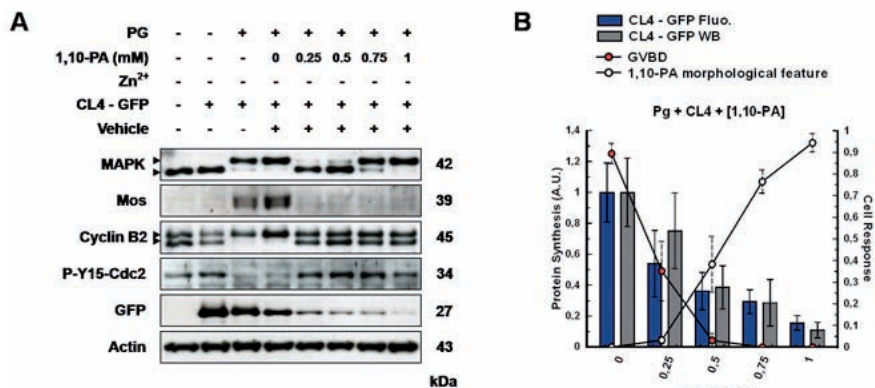 A
PG - - + + + + + +
1,10-PA (mM) - - - 0 0.25 0.5 0.75 1
Zn2+ - - - - - - - -
CL4 - GFP - + + + + + + +
Vehicle - - - + + + + +
MAPK 42
Mos 39
Cyclin B2 45
P-Y15-Cdc2 34
GFP 27
Actin 43
kDa
B
CL4 - GFP Fluo.
CL4 - GFP WB
GVBD
1,10-PA morphological feature
Pg + CL4 + [1,10-PA]
Protein Synthesis (A.U.)
1,4
1,2
1
0.8
0.6
0.4
0.2
0
Cell Response
1
0,9
0,8
0,7
0,6
0,5
0,4
0,3
0,2
0,1
0
0 0,25 0,5 0,75 1